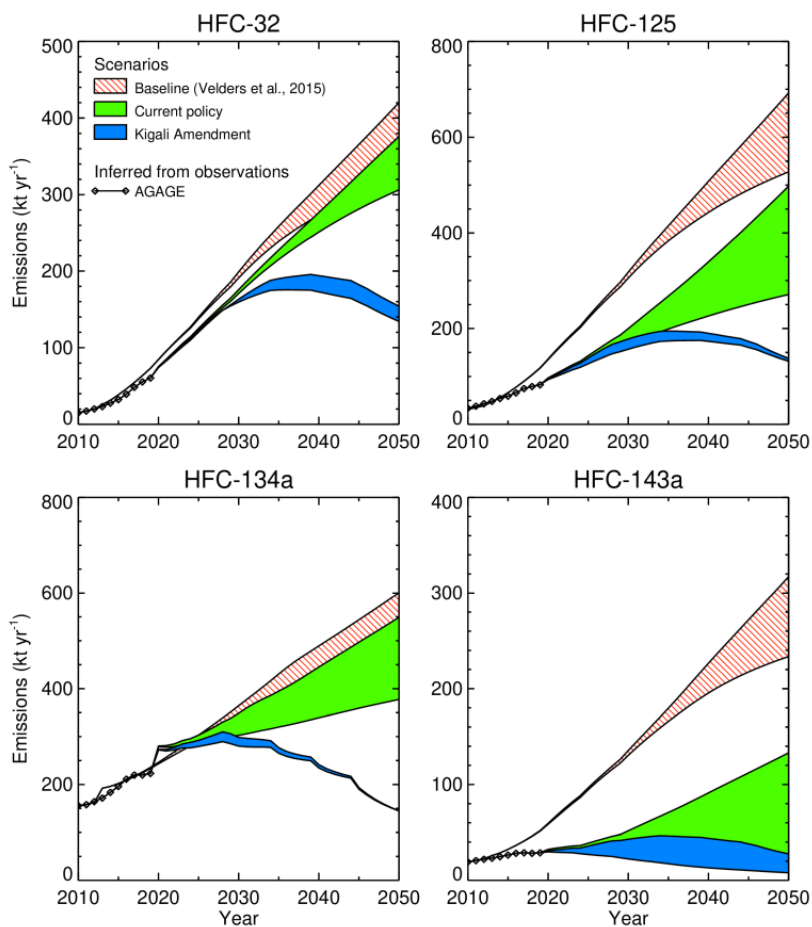 HFC-32
HFC-125
500
400
300
200
100
0
Emissions (kt yr⁻¹)
Scenarios
Baseline (Velders et al., 2015)
Current policy
Kigali Amendment
Inferred from observations
AGAGE
2010 2020 2030 2040 2050
800
600
400
200
0
2010 2020 2030 2040 2050
HFC-134a
HFC-143a
800
600
400
200
0
Emissions (kt yr⁻¹)
2010 2020 2030 2040 2050
Year
400
300
200
100
0
2010 2020 2030 2040 2050
Year